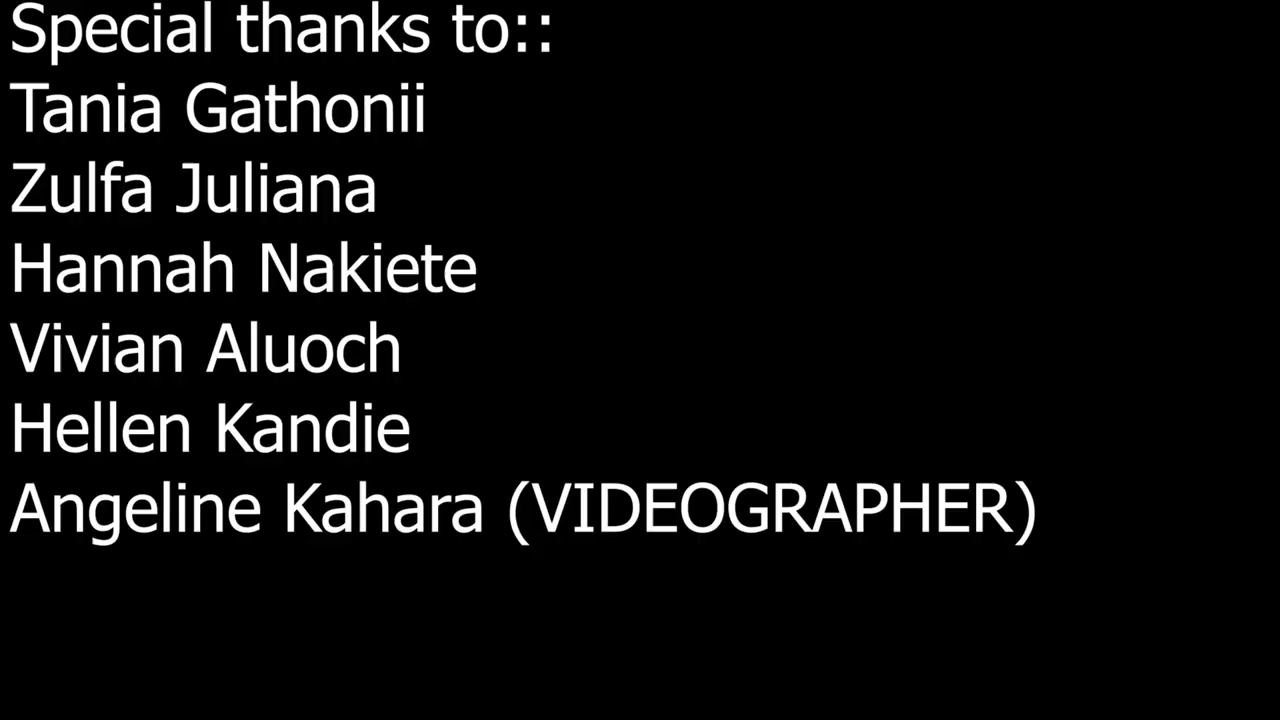 Special thanks to::
Tania Gathonii
Zulfa Juliana
Hannah Nakiete
Vivian Aluoch
Hellen Kandie
Angeline Kahara (VIDEOGRAPHER)